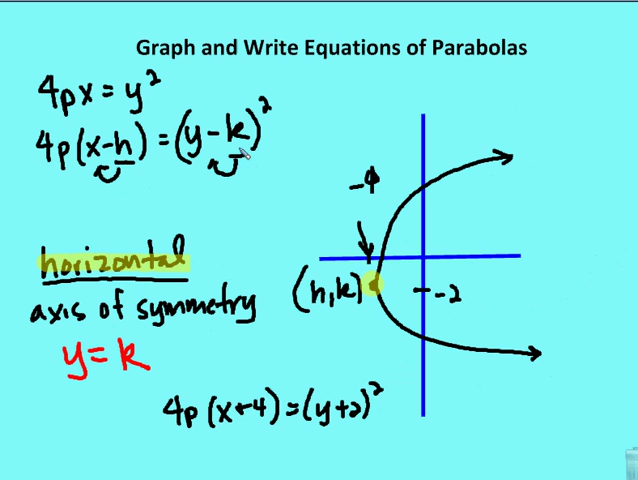 Graph and Write Equations of Parabolas
4px = y²
4p(x-h) = (y-k)²
-4
horizontal
(h,k)
-2
axis of symmetry
y = k
4p(x+4) = (y+2)²